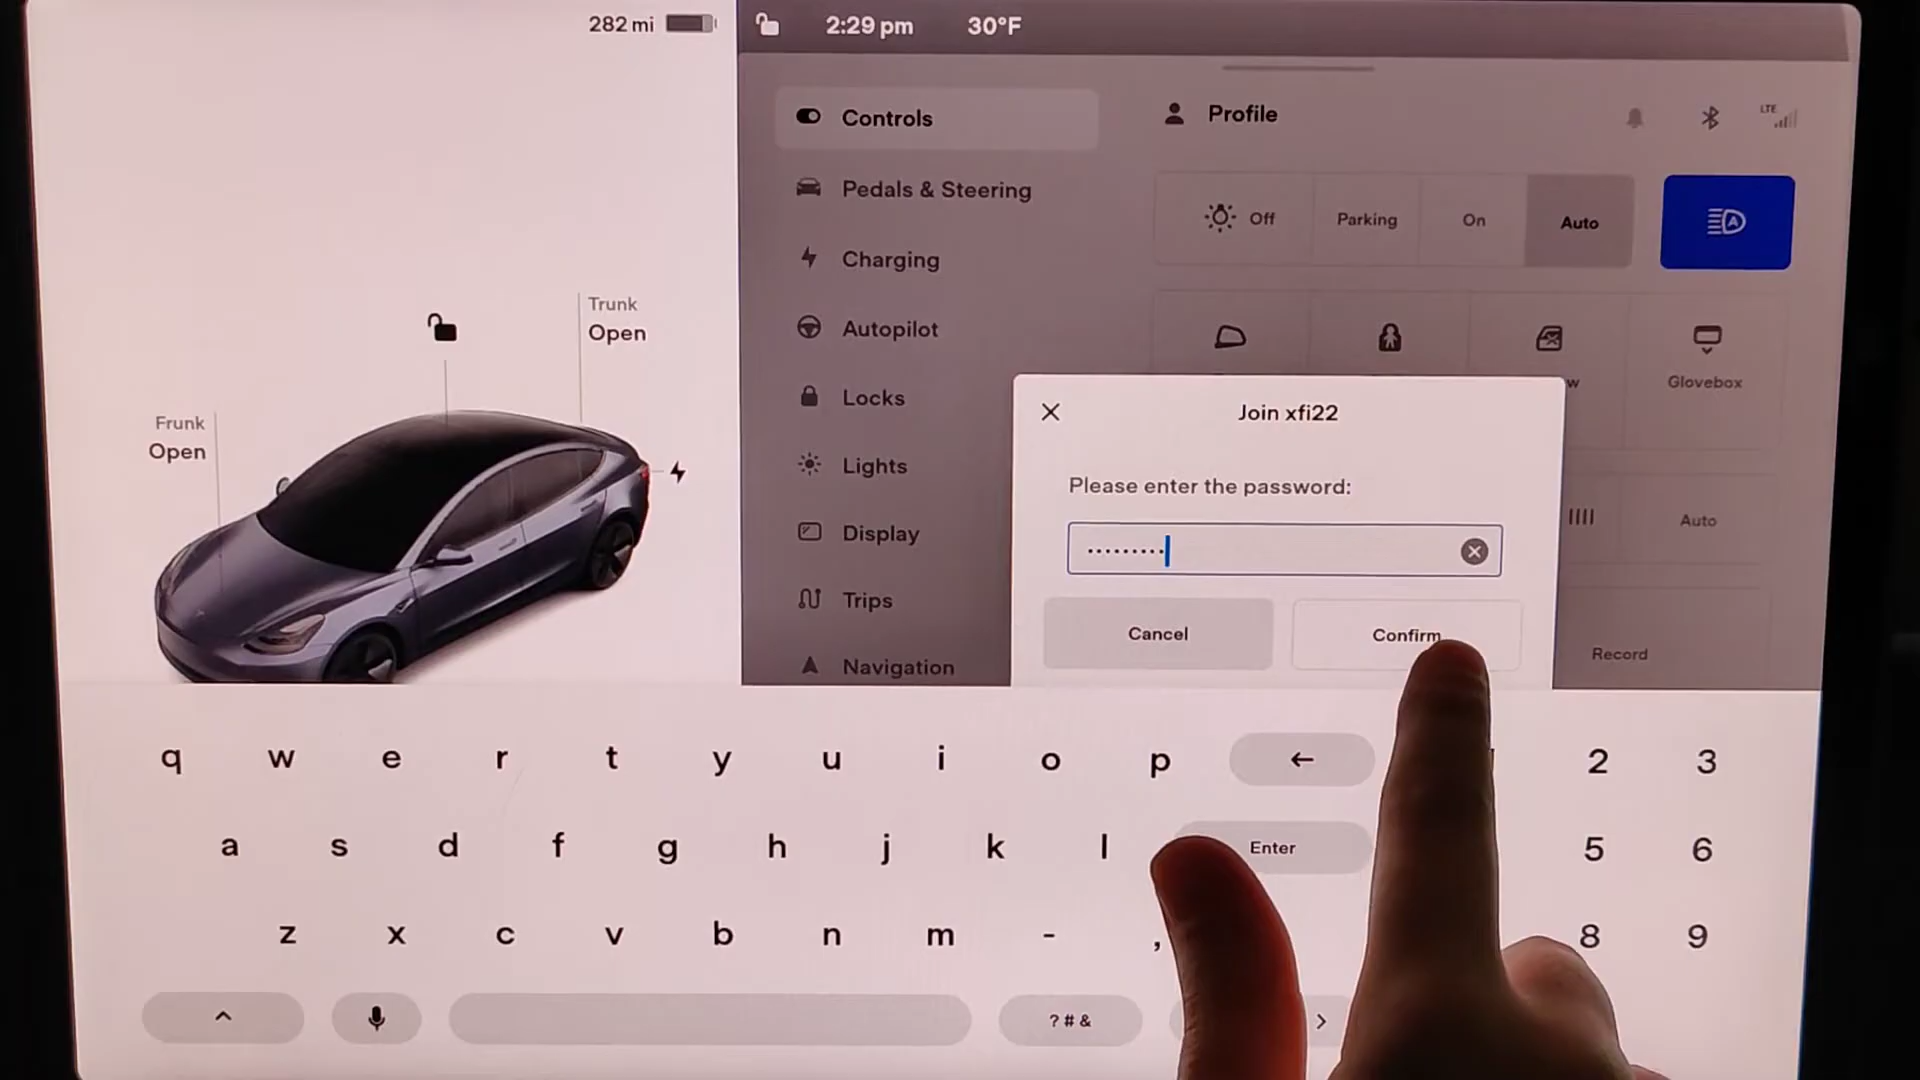 282 mi
2:29 pm
30°F
Controls
Pedals & Steering
Charging
Autopilot
Locks
Lights
Display
Trips
Navigation
Profile
LTE
Off
Parking
On
Auto
A
Glovebox
w
Auto
Record
Trunk
Open
Frunk
Open
Join xfi22
Please enter the password:
Cancel
Confirm
q w e r t y u i o p ← 2 3
a s d f g h j k l Enter 5 6
z x c v b n m - , 8 9
? # &